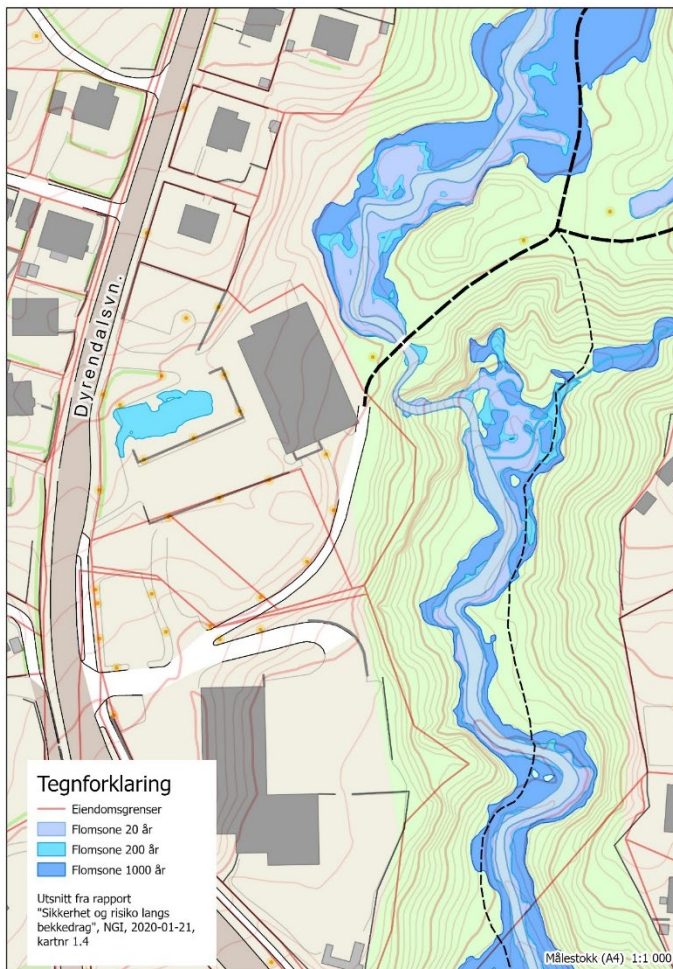 Dyrendalsvn.
Tegnforklaring
Eiendomsgrenser
Flomsone 20 år
Flomsone 200 år
Flomsone 1000 år
Utsnitt fra rapport
"Sikkerhet og risiko langs
bekkedrag", NGI, 2020-01-21,
kartnr 1.4
Målestokk (A4) 1:1 000